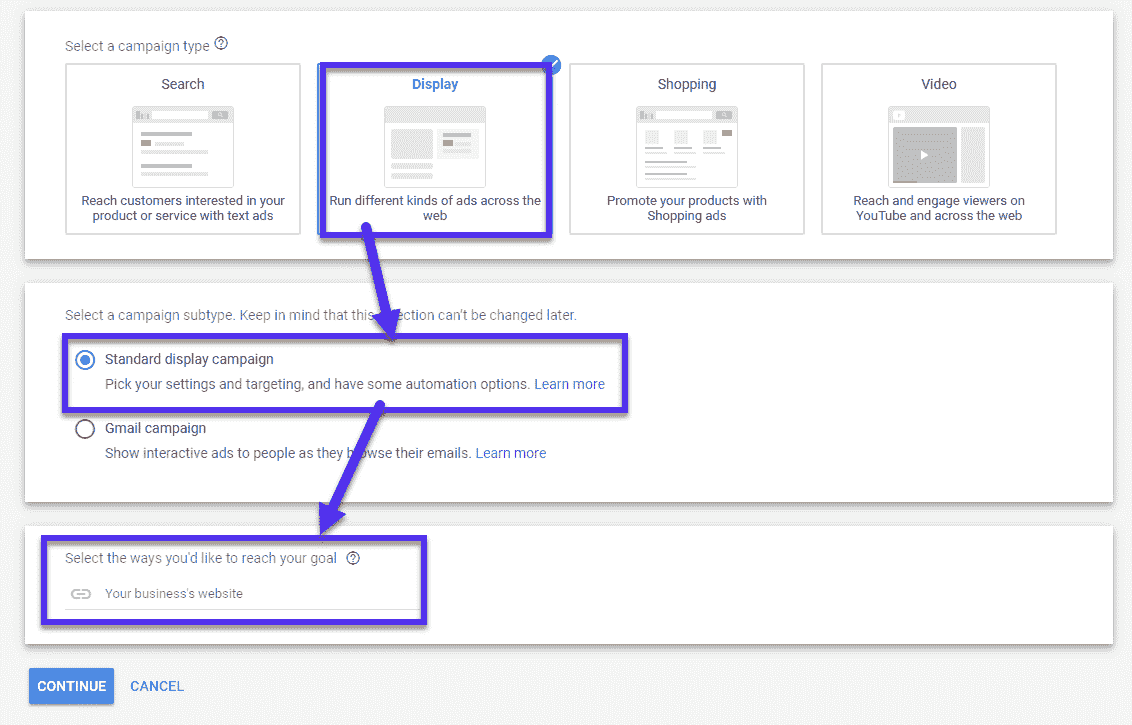 Select a campaign type
Search
Reach customers interested in your
product or service with text ads
Display
Run different kinds of ads across the
web
Shopping
Promote your products with
Shopping ads
Video
Reach and engage viewers on
YouTube and across the web
Select a campaign subtype. Keep in mind that this ection can't be changed later.
Standard display campaign
Pick your settings and targeting, and have some automation options. Learn more
Gmail campaign
Show interactive ads to people as they browse their emails. Learn more
Select the ways you'd like to reach your goal
Your business's website
CONTINUE CANCEL